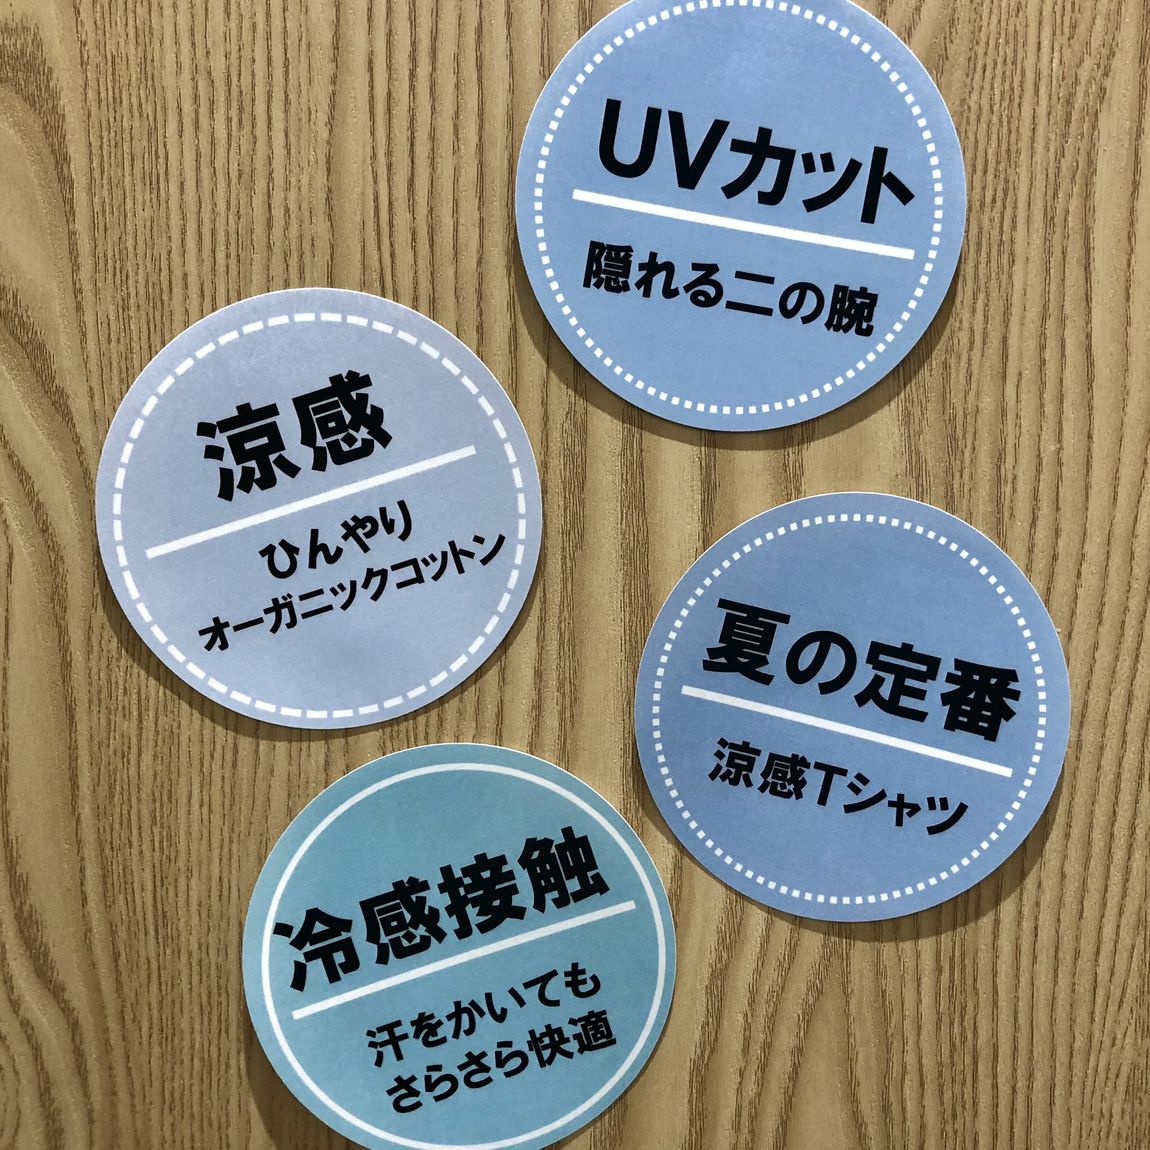 UVカット
隠れる二の腕
涼感
ひんやり
オーガニックコットン
夏の定番
涼感Tシャツ
冷感接触
汗をかいても
さらさら快適